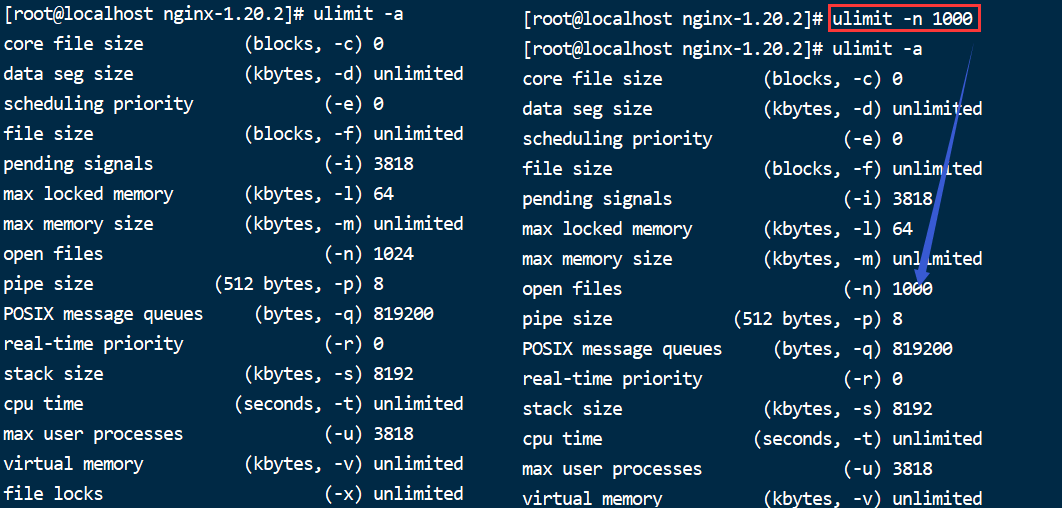 [root@localhost nginx-1.20.2]# ulimit -a
core file size (blocks, -c) 0
data seg size (kbytes, -d) unlimited
scheduling priority (-e) 0
file size (blocks, -f) unlimited
pending signals (-i) 3818
max locked memory (kbytes, -l) 64
max memory size (kbytes, -m) unlimited
open files (-n) 1024
pipe size (512 bytes, -p) 8
POSIX message queues (bytes, -q) 819200
real-time priority (-r) 0
stack size (kbytes, -s) 8192
cpu time (seconds, -t) unlimited
max user processes (-u) 3818
virtual memory (kbytes, -v) unlimited
file locks (-x) unlimited
[root@localhost nginx-1.20.2]# ulimit -n 1000
[root@localhost nginx-1.20.2]# ulimit -a
core file size (blocks, -c) 0
data seg size (kbytes, -d) unlimited
scheduling priority (-e) 0
file size (blocks, -f) unlimited
pending signals (-i) 3818
max locked memory (kbytes, -l) 64
max memory size (kbytes, -m) unlimited
open files (-n) 1000
pipe size (512 bytes, -p) 8
POSIX message queues (bytes, -q) 819200
real-time priority (-r) 0
stack size (kbytes, -s) 8192
cpu time (seconds, -t) unlimited
max user processes (-u) 3818
virtual memory (kbytes, -v) unlimited